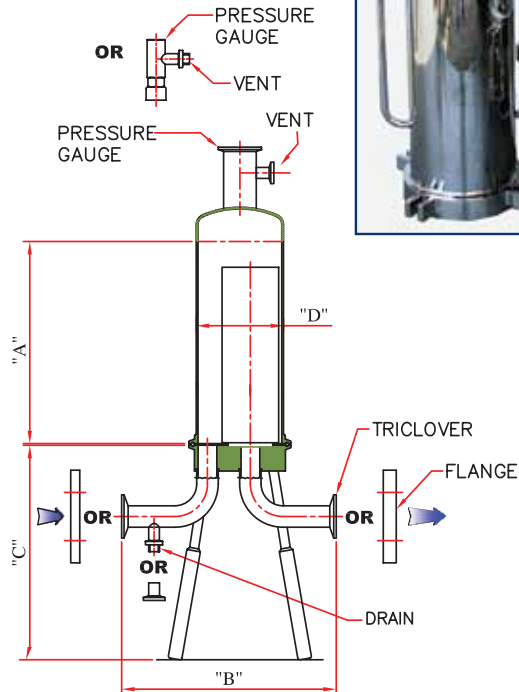 PRESSURE
GAUGE
OR
VENT
VENT
PRESSURE
GAUGE
"A"
"D"
TRICLOVER
FLANGE
OR
OR
"C"
OR
DRAIN
"B"